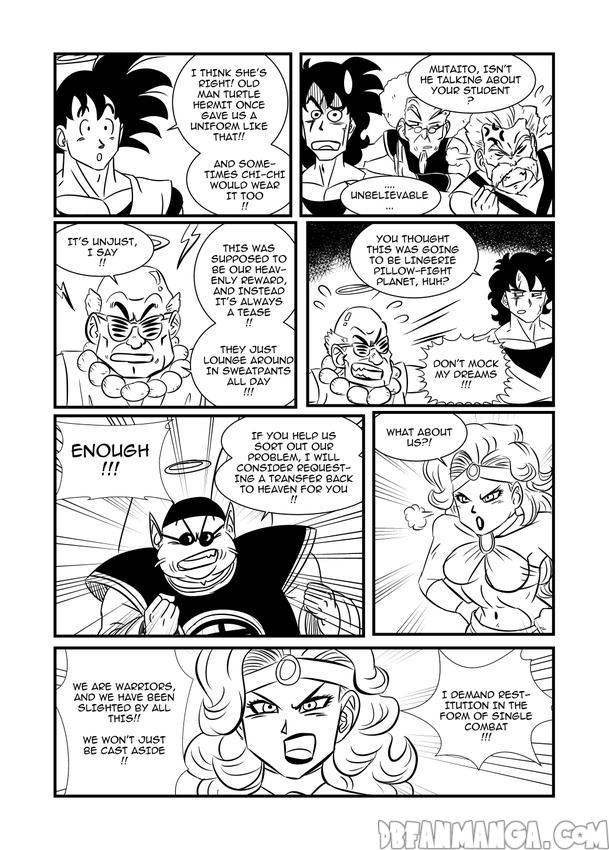 I THINK SHE'S
RIGHT! OLD
MAN TURTLE
HERMIT ONCE
GAVE US A
UNIFORM LIKE
THAT!!
AND SOME-
TIMES CHI-CHI
WOULD WEAR
IT TOO
!!
MUTAITO, ISN'T
HE TALKING ABOUT
YOUR STUDENT
?
....
UNBELIEVABLE
...
IT'S UNJUST,
I SAY
!!
THIS WAS
SUPPOSED TO
BE OUR HEAV-
ENLY REWARD,
AND INSTEAD
IT'S ALWAYS
A TEASE
!!
THEY JUST
LOUNGE AROUND
IN SWEATPANTS
ALL DAY
!!!
YOU THOUGHT
THIS WAS GOING
TO BE LINGERIE
PILLOW-FIGHT
PLANET, HUH?
DON'T MOCK
MY DREAMS
!!!
ENOUGH
!!!
IF YOU HELP US
SORT OUT OUR
PROBLEM, I WILL
CONSIDER REQUEST-
ING A TRANSFER BACK
TO HEAVEN FOR YOU
!!
WHAT ABOUT
US?!
WE ARE WARRIORS,
AND WE HAVE BEEN
SLIGHTED BY ALL
THIS!!
WE WON'T JUST
BE CAST ASIDE
!!
I DEMAND REST-
ITUTION IN THE
FORM OF SINGLE
COMBAT
!!!
DBFANMANGA.COM